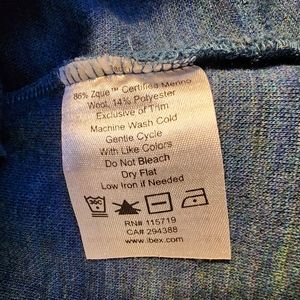 86% Zque™ Certified Merino
Wool, 14% Polyester
Exclusive of Trim
Machine Wash Cold
Gentle Cycle
With Like Colors
Do Not Bleach
Dry Flat
Low Iron if Needed
RN# 115719
CA# 294388
www.ibex.com